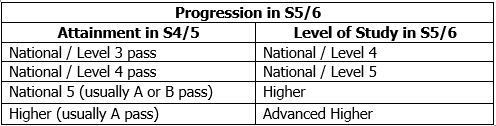 Progression in S5/6
Attainment in S4/5 Level of Study in S5/6
National / Level 3 pass National / Level 4
National / Level 4 pass National / Level 5
National 5 (usually A or B pass) Higher
Higher (usually A pass) Advanced Higher